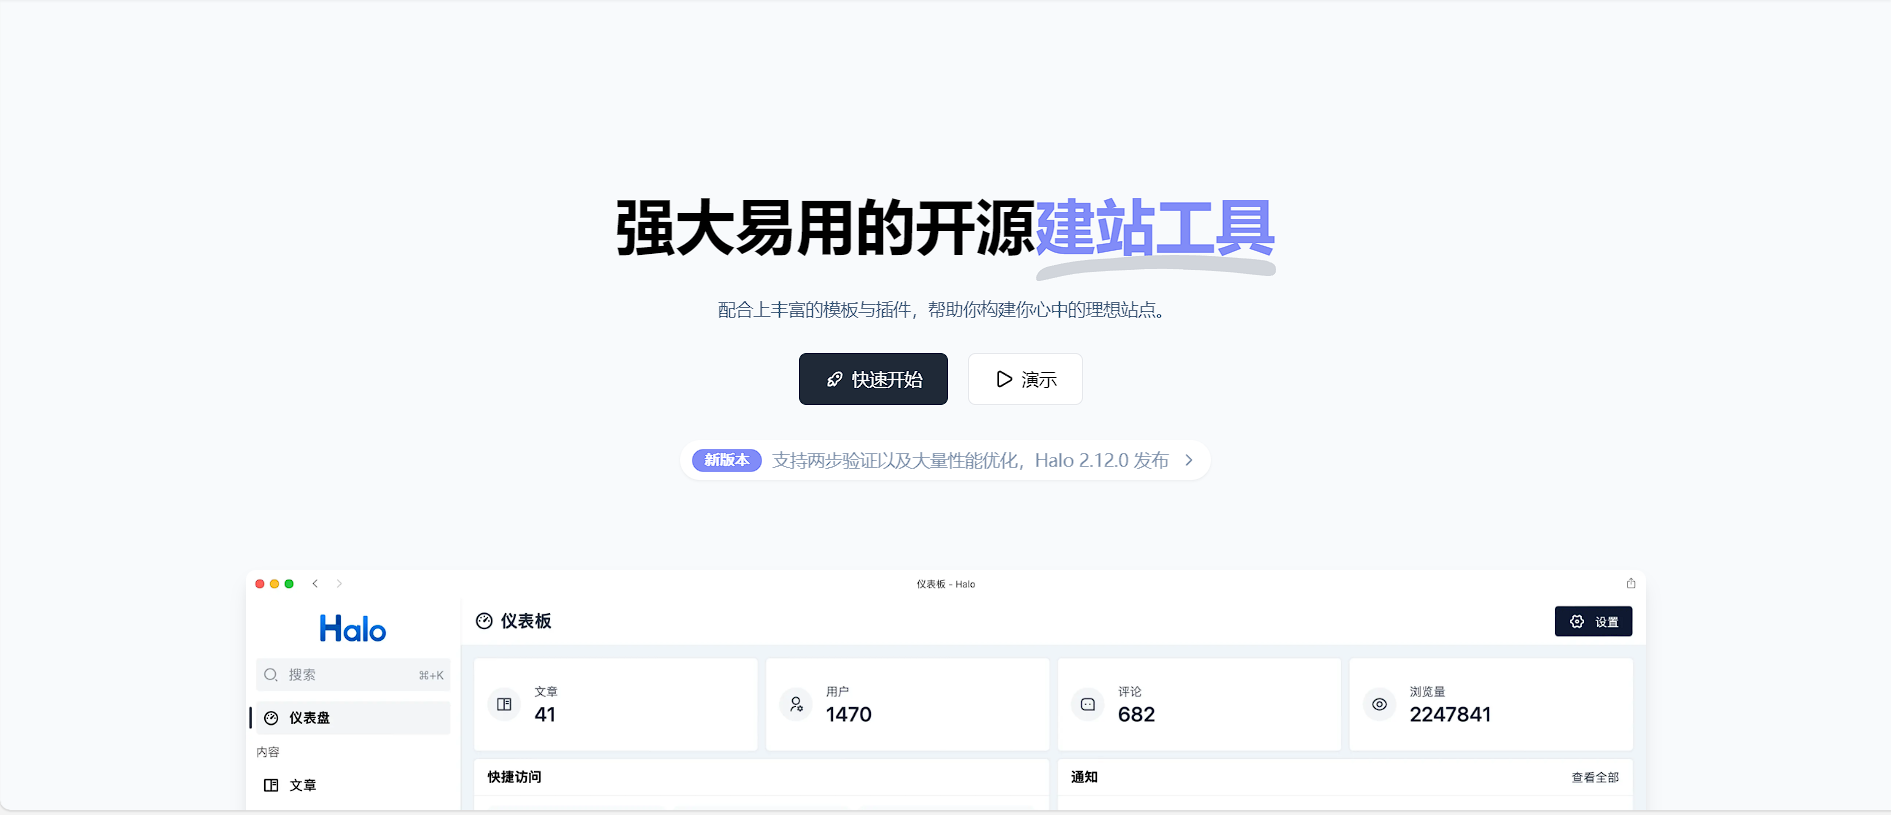 强大易用的开源建站工具
配合上丰富的模板与插件，帮助你构建你心中的理想站点。
快速开始
演示
新版本 支持两步验证以及大量性能优化，Halo 2.12.0 发布
仪表板 - Halo
Halo
仪表板
设置
搜索 ⌘+K
仪表盘
内容
文章
文章
41
用户
1470
评论
682
浏览量
2247841
快捷访问
通知
查看全部